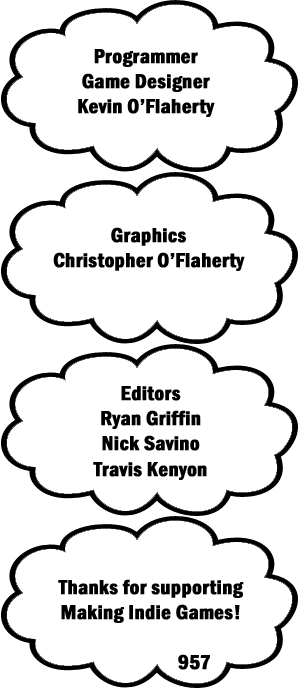 Programmer
Game Designer
Kevin O'Flaherty
Graphics
Christopher O'Flaherty
Editors
Ryan Griffin
Nick Savino
Travis Kenyon
Thanks for supporting
Making Indie Games!
957